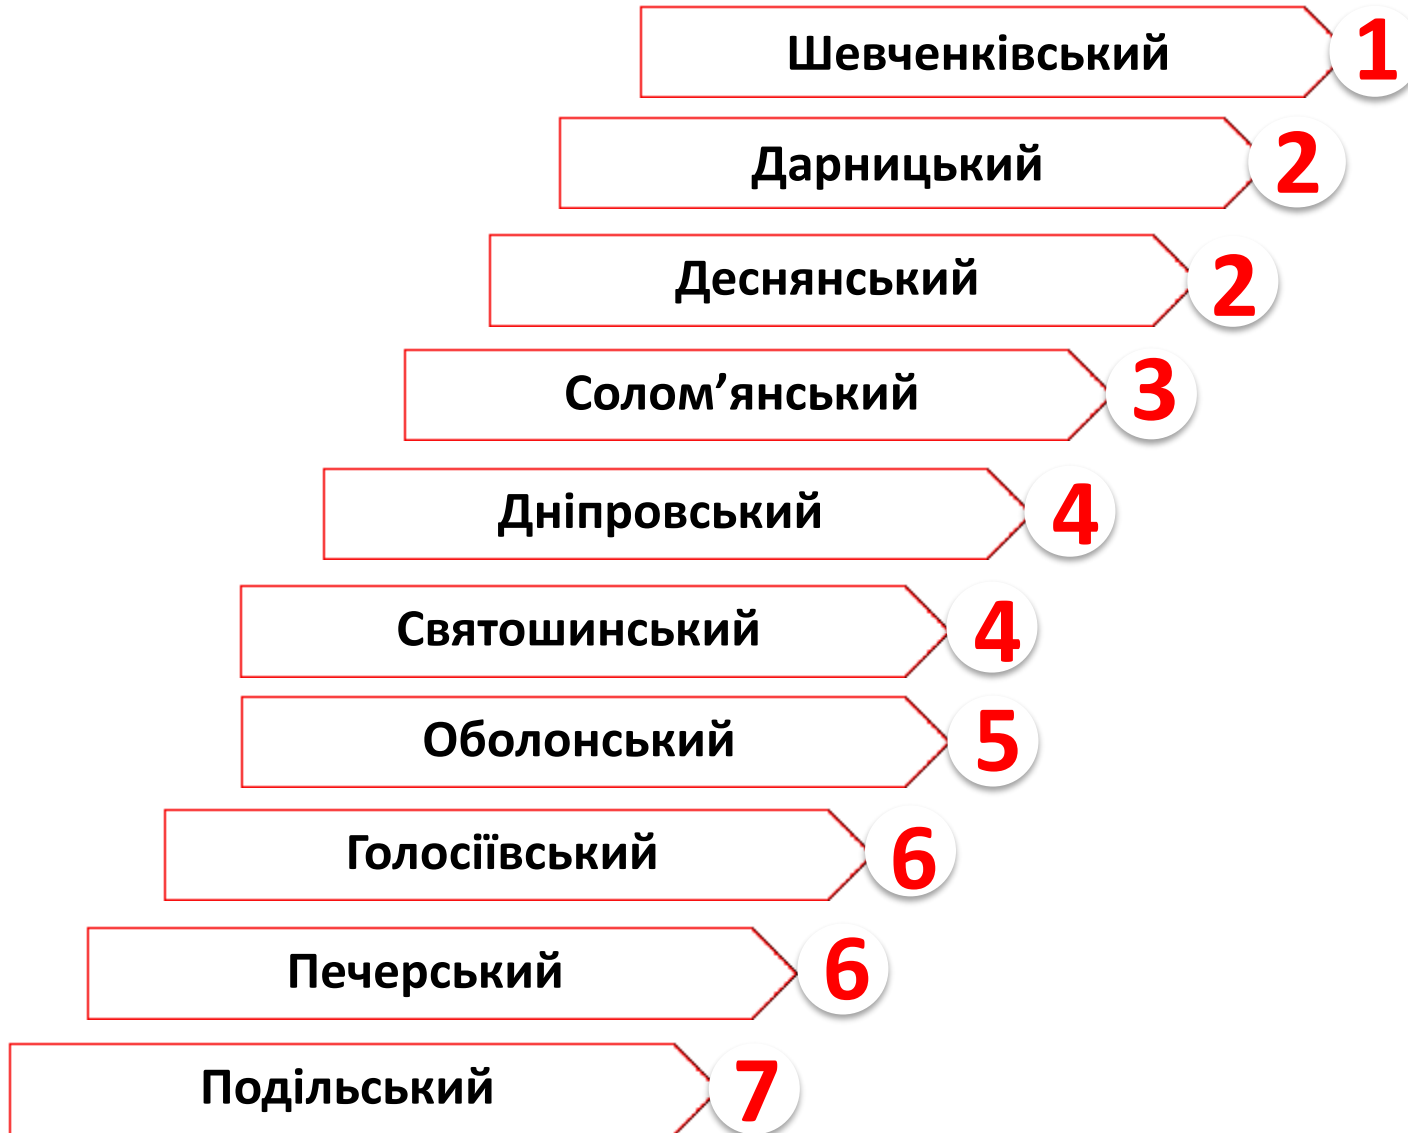 Шевченківський 1
Дарницький 2
Деснянський 2
Солом’янський 3
Дніпровський 4
Святошинський 4
Оболонський 5
Голосіївський 6
Печерський 6
Подільський 7